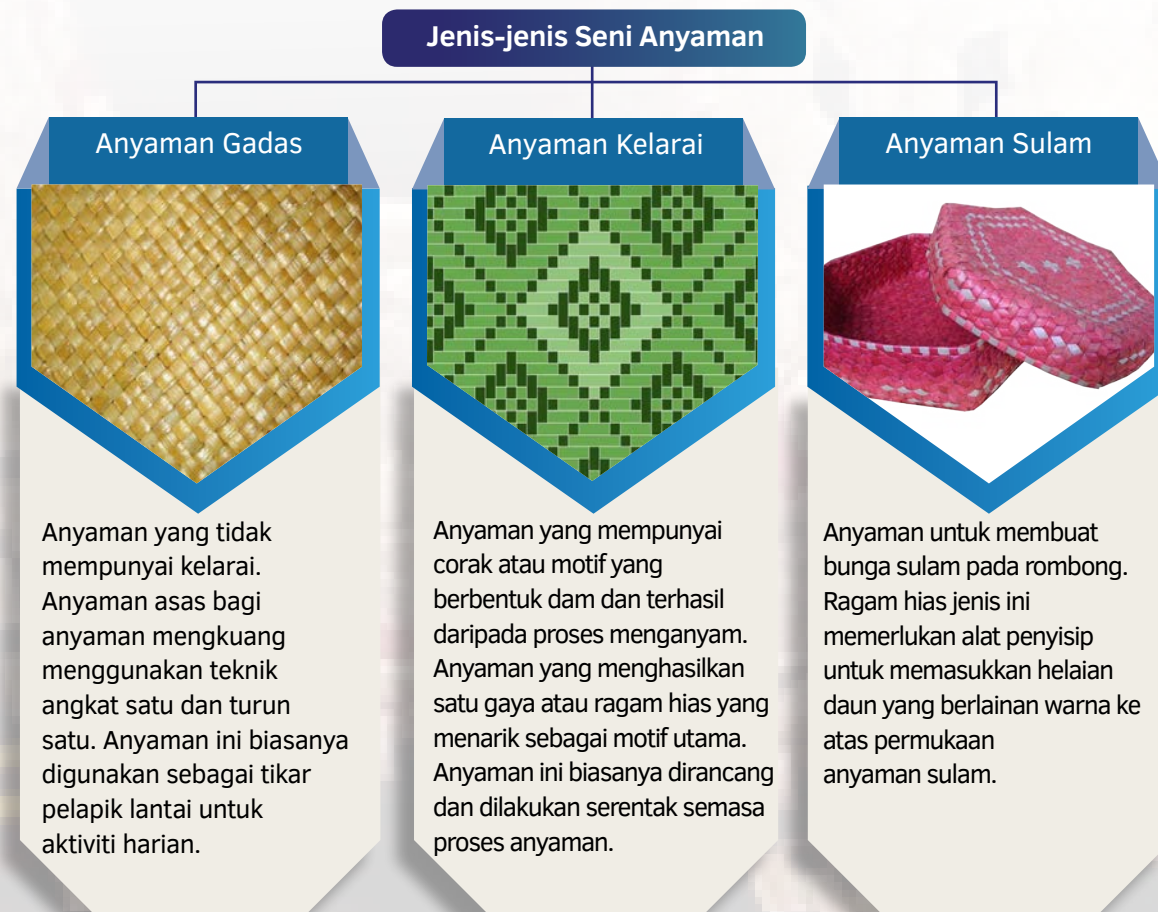 Jenis-jenis Seni Anyaman
Anyaman Gadas
Anyaman yang tidak
mempunyai kelarai.
Anyaman asas bagi
anyaman mengkuang
menggunakan teknik
angkat satu dan turun
satu. Anyaman ini biasanya
digunakan sebagai tikar
pelapik lantai untuk
aktiviti harian.
Anyaman Kelarai
Anyaman yang mempunyai
corak atau motif yang
berbentuk dam dan terhasil
daripada proses menganyam.
Anyaman yang menghasilkan
satu gaya atau ragam hias yang
menarik sebagai motif utama.
Anyaman ini biasanya dirancang
dan dilakukan serentak semasa
proses anyaman.
Anyaman Sulam
Anyaman untuk membuat
bunga sulam pada rombong.
Ragam hias jenis ini
memerlukan alat penyisip
untuk memasukkan helaian
daun yang berlainan warna ke
atas permukaan
anyaman sulam.